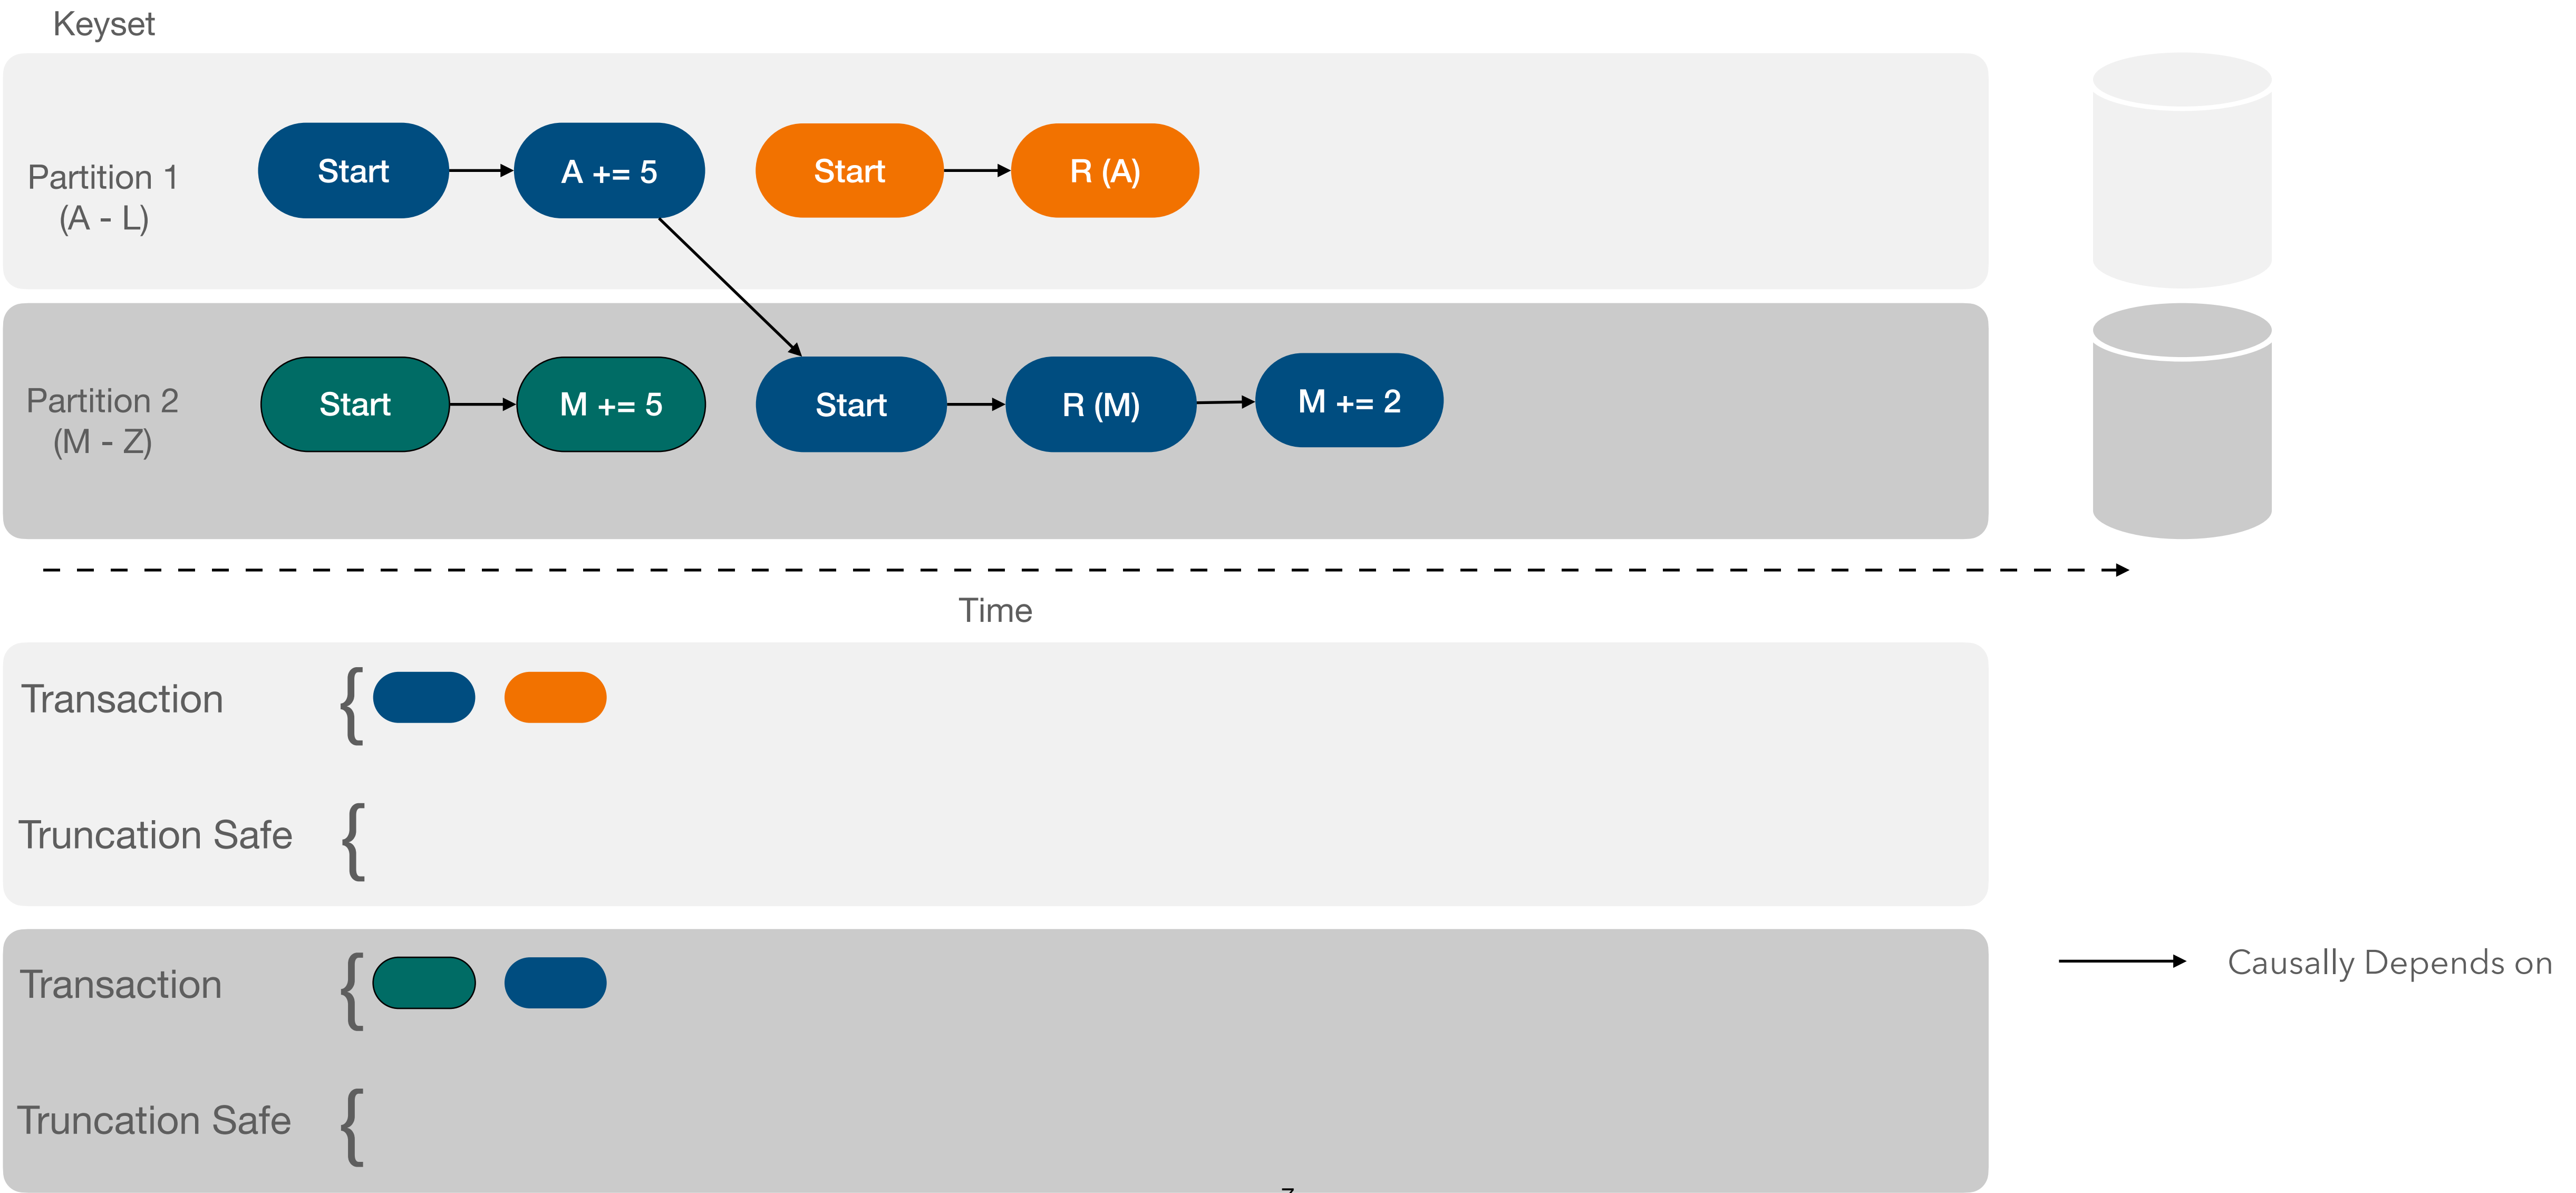 Keyset
Partition 1
(A - L)
Start
A += 5
Start
R (A)
Partition 2
(M - Z)
Start
M += 5
Start
R (M)
M += 2
Time
Transaction {
Truncation Safe {
Transaction {
Causally Depends on
Truncation Safe {